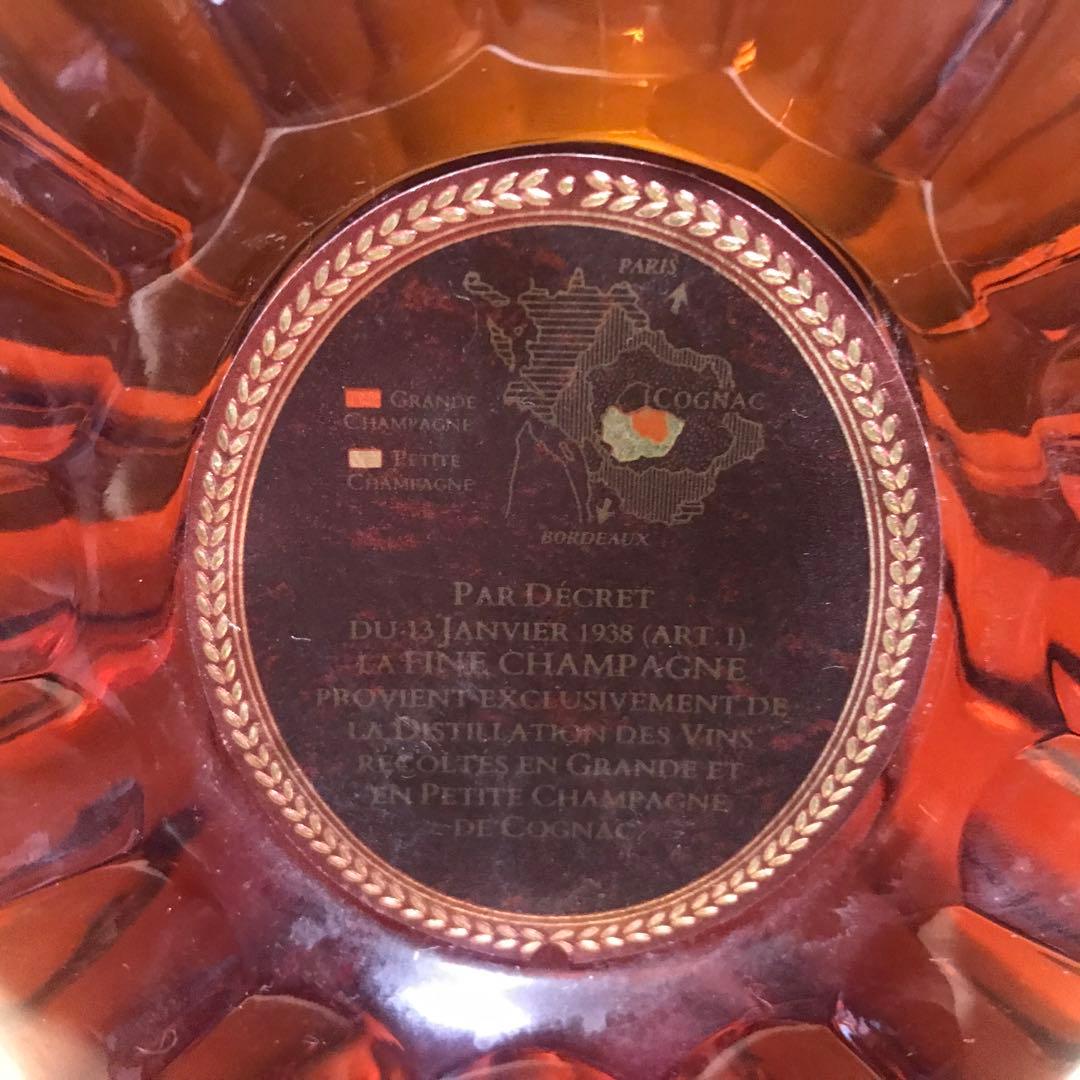 PARIS
COGNAC
GRANDE
CHAMPAGNE
PETITE
CHAMPAGNE
BORDEAUX
PAR DÉCRET
DU 13 JANVIER 1938 (ART. 1)
LA FINE CHAMPAGNE
PROVIENT EXCLUSIVEMENT DE
LA DISTILLATION DES VINS
RÉCOLTÉS EN GRANDE ET
EN PETITE CHAMPAGNE
DE COGNAC